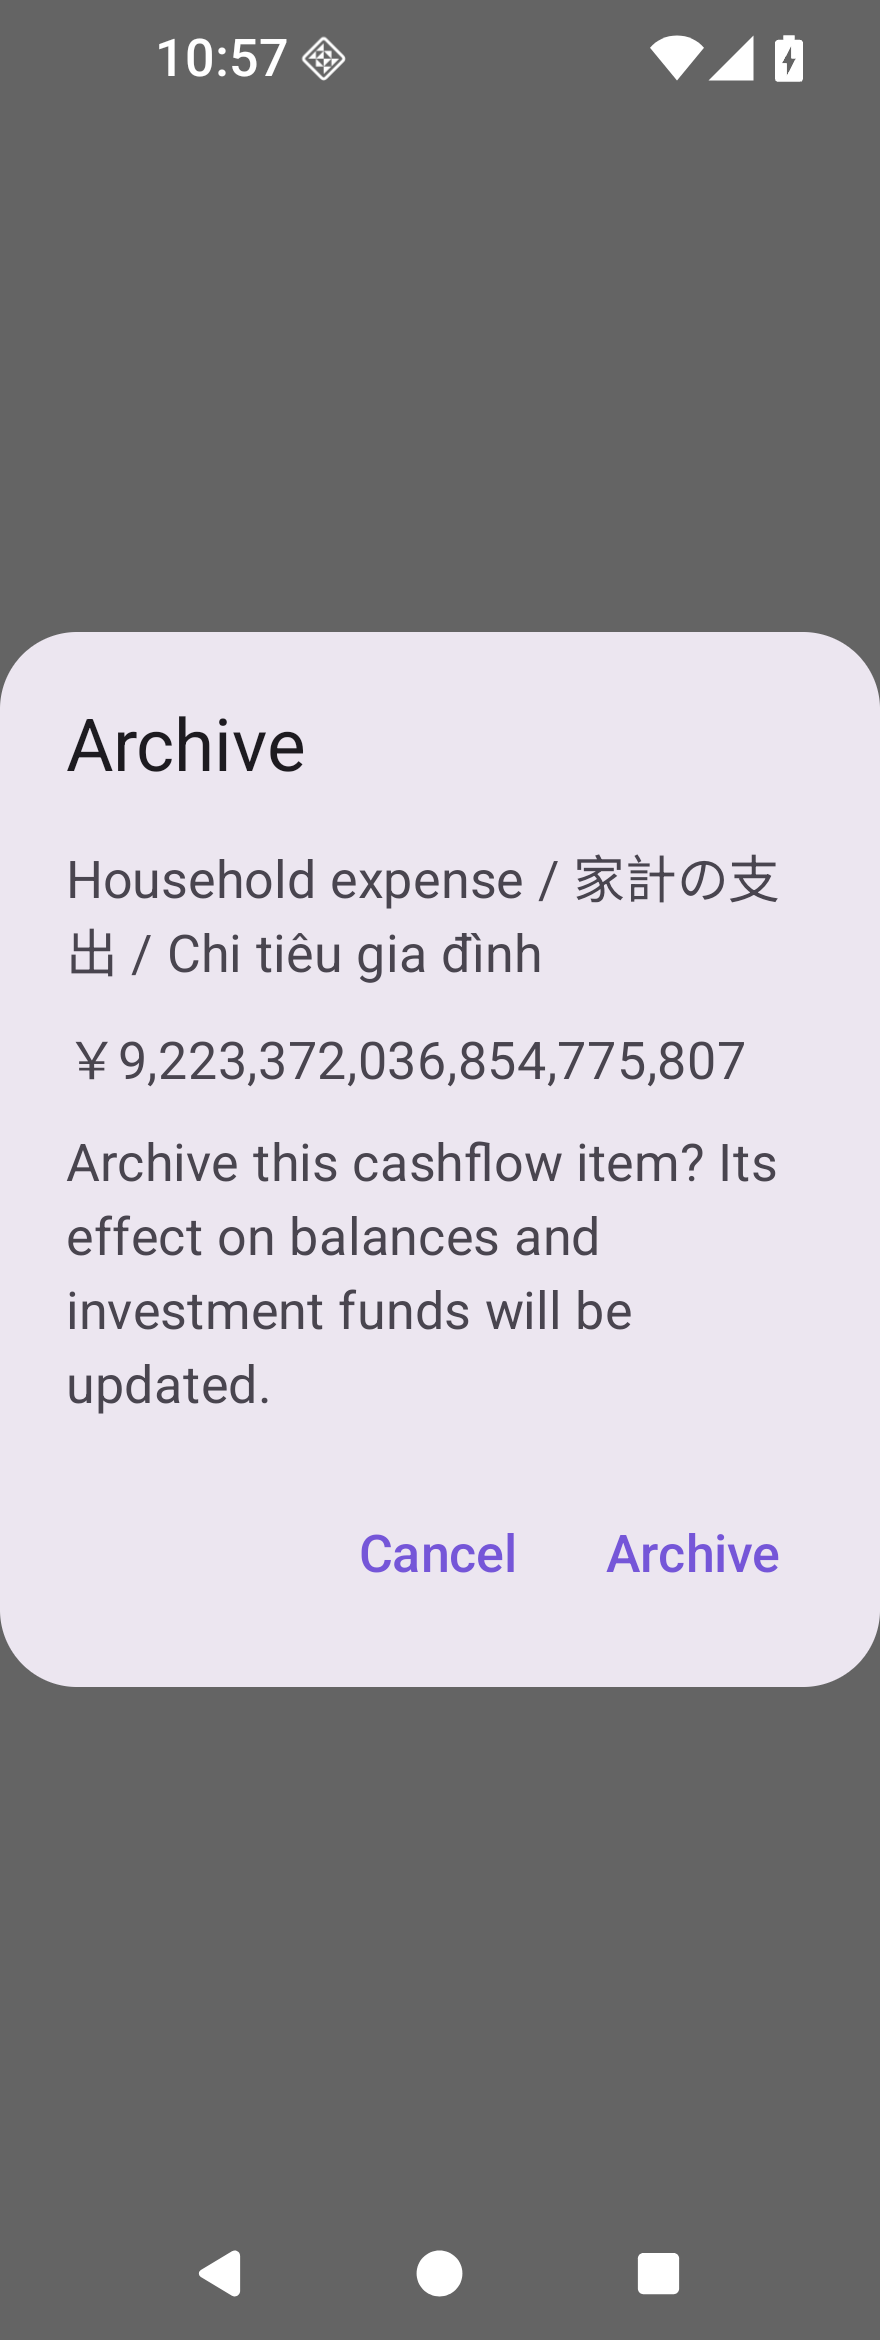 10:57
Archive
Household expense / 家計の支
出 / Chi tiêu gia đình
￥9,223,372,036,854,775,807
Archive this cashflow item? Its
effect on balances and
investment funds will be
updated.
Cancel Archive